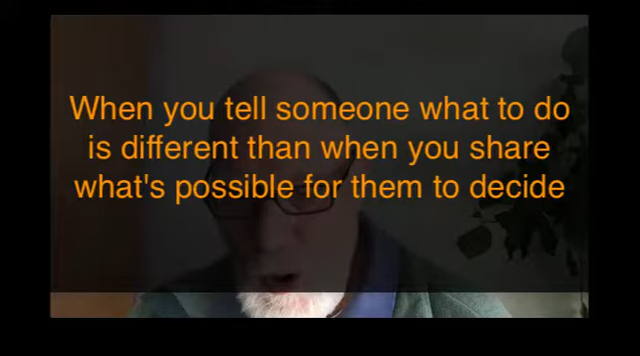 When you tell someone what to do
is different than when you share
what's possible for them to decide